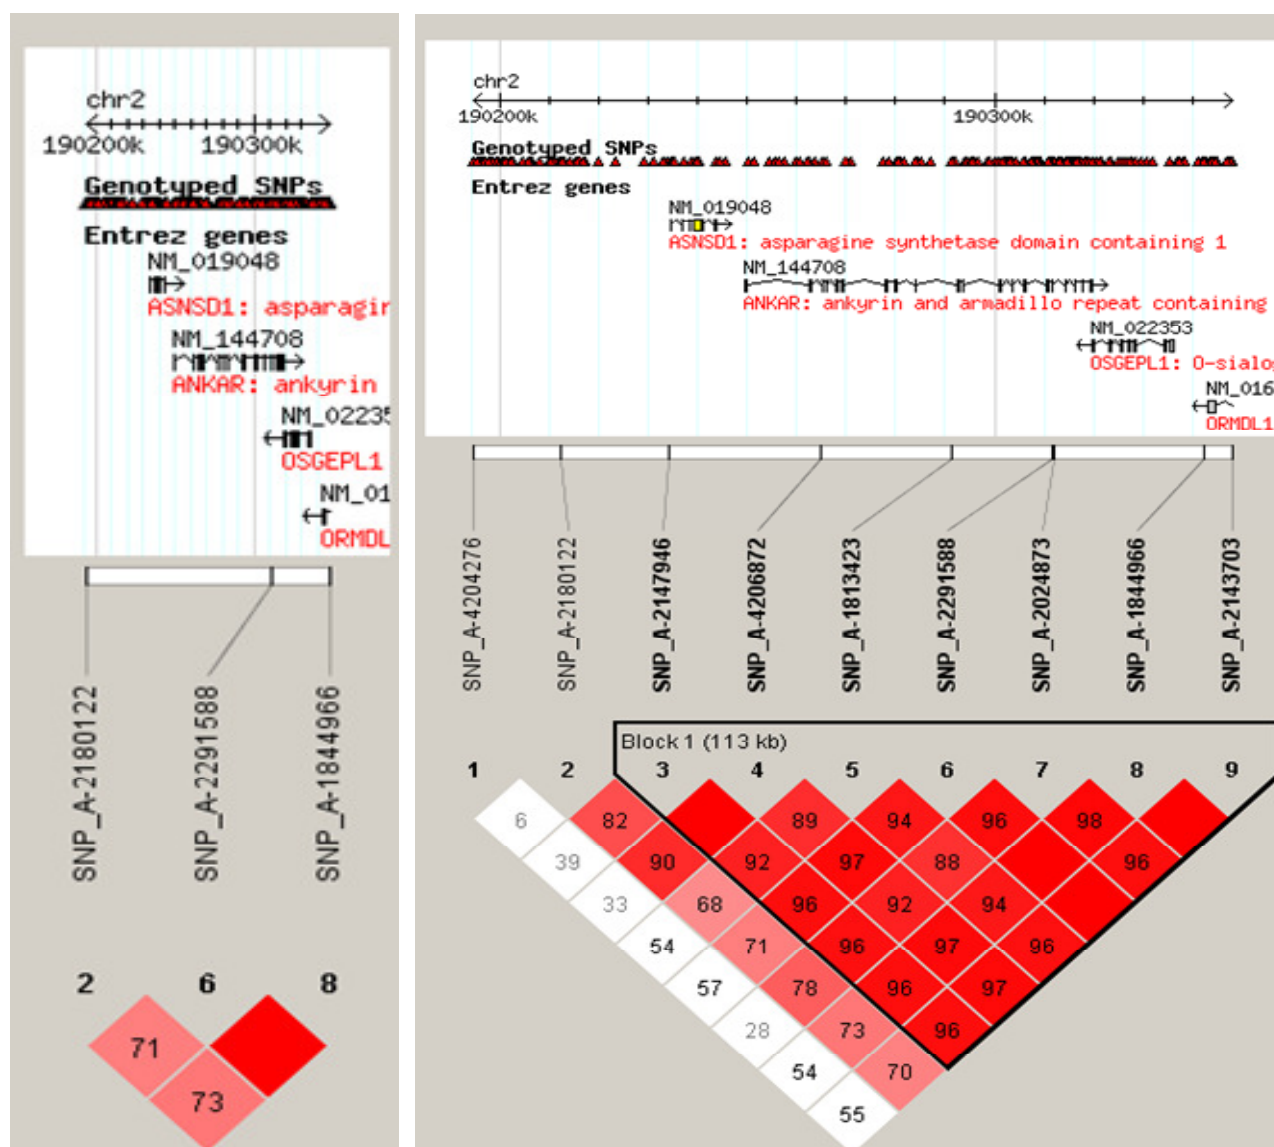 chr2
190200k 190300k
Genotyped SNPs
Entrez genes
NM_019048
ASNSD1: asparagin
NM_144708
ANKAR: ankyrin
NM_02235
OSGEPL1
NM_01
ORMDL
SNP_A-2180122
SNP_A-2291588
SNP_A-1844966
2 6 8
71
73
chr2
190200k 190300k
Genotyped SNPs
Entrez genes
NM_019048
ASNSD1: asparagine synthetase domain containing 1
NM_144708
ANKAR: ankyrin and armadillo repeat containing
NM_022353
OSGEPL1: O-sialo
NM_016
ORMDL1
SNP_A-4204276
SNP_A-2180122
SNP_A-2147946
SNP_A-4206872
SNP_A-1813423
SNP_A-2291588
SNP_A-2024873
SNP_A-1844966
SNP_A-2143703
Block 1 (113 kb)
1 2 3 4 5 6 7 8 9
6 82 89 94 96 98
39 90 92 97 88 96
33 68 96 92 94
54 71 96 97 96
57 78 96 97
28 73 96
54 70
55